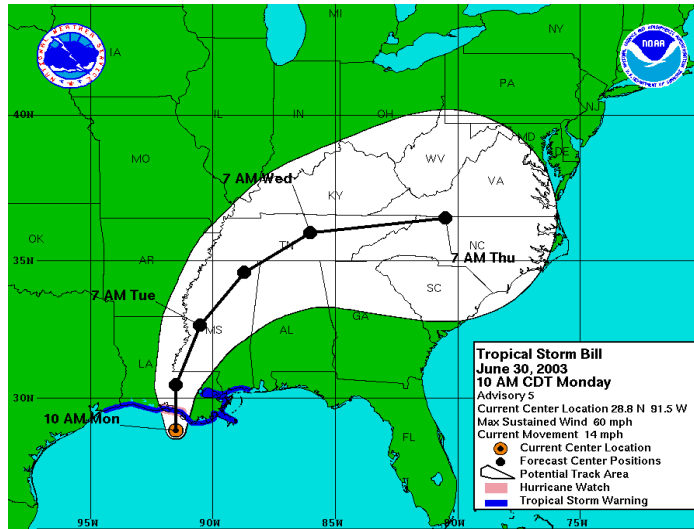 MI
NY
IA
NOAA
PA
40N
IL
IN
OH
NJ
MD
DE
MO
WV
VA
7 AM Wed
KY
OK
TN
NC
7 AM Thu
35N
AR
7 AM Tue
SC
MS
AL
GA
LA
30N
10 AM Mon
FL
95W
90W
85W
80W
75W
Tropical Storm Bill
June 30, 2003
10 AM CDT Monday
Advisory 5
Current Center Location 28.8 N 91.5 W
Max Sustained Wind 60 mph
Current Movement 14 mph
Current Center Location
Forecast Center Positions
Potential Track Area
Hurricane Watch
Tropical Storm Warning